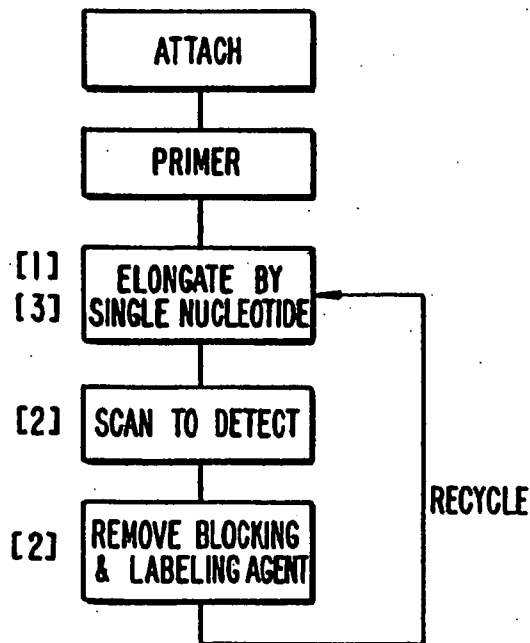 ATTACH
PRIMER
[1]
[3]
ELONGATE BY
SINGLE NUCLEOTIDE
[2]
SCAN TO DETECT
[2]
REMOVE BLOCKING
& LABELING AGENT
RECYCLE